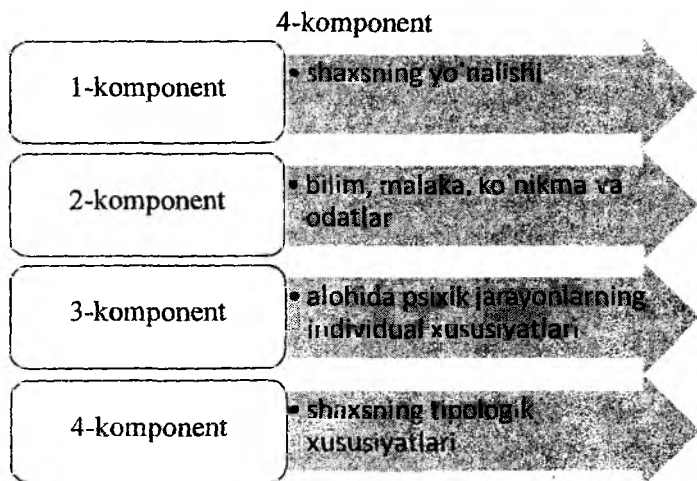 4-komponent
1-komponent
• shaxsning yo'nalishi
2-komponent
• bilim, malaka, ko'nikma va
odatlar
3-komponent
• alohida psixik jarayonlarning
individual xususiyatlari
4-komponent
• shaxsning tipologik
xususiyatlari